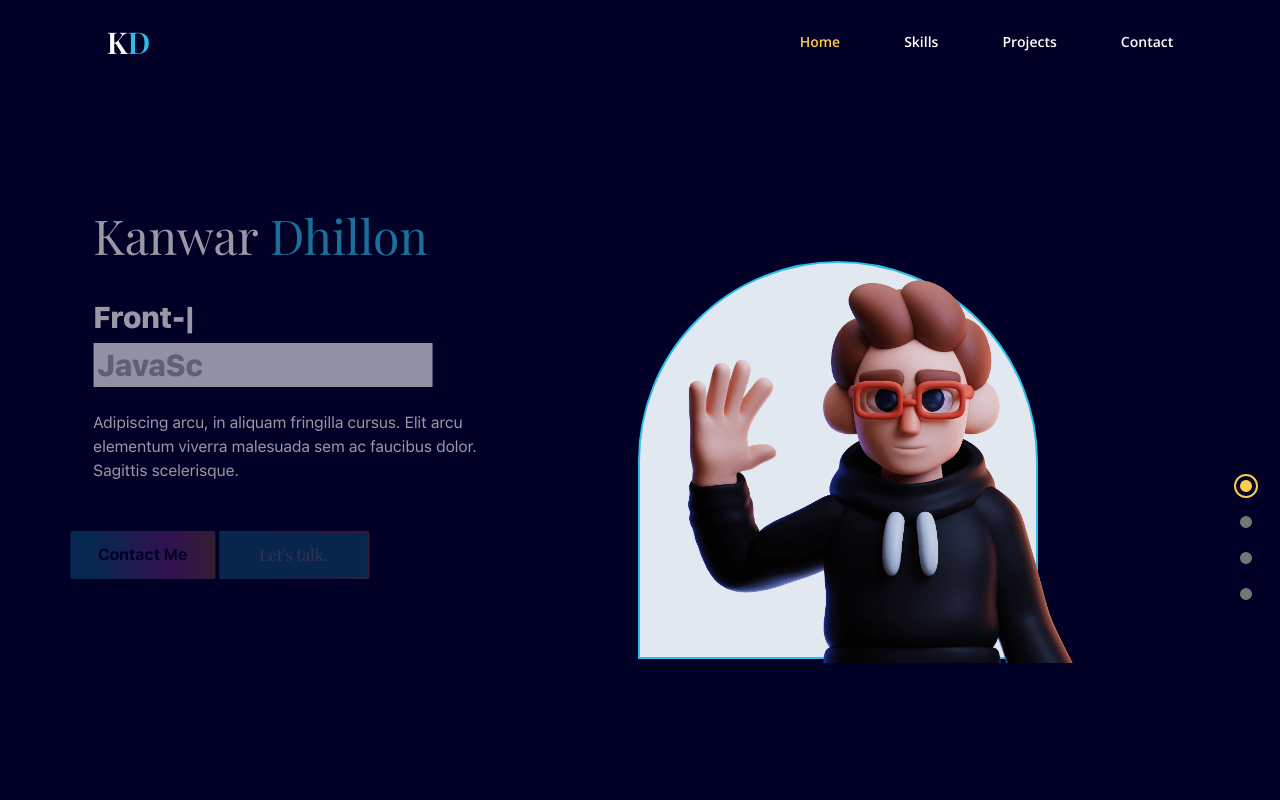 KD
Home Skills Projects Contact
Kanwar Dhillon
Front-|
JavaSc
Adipiscing arcu, in aliquam fringilla cursus. Elit arcu
elementum viverra malesuada sem ac faucibus dolor.
Sagittis scelerisque.
Contact Me Let's talk.